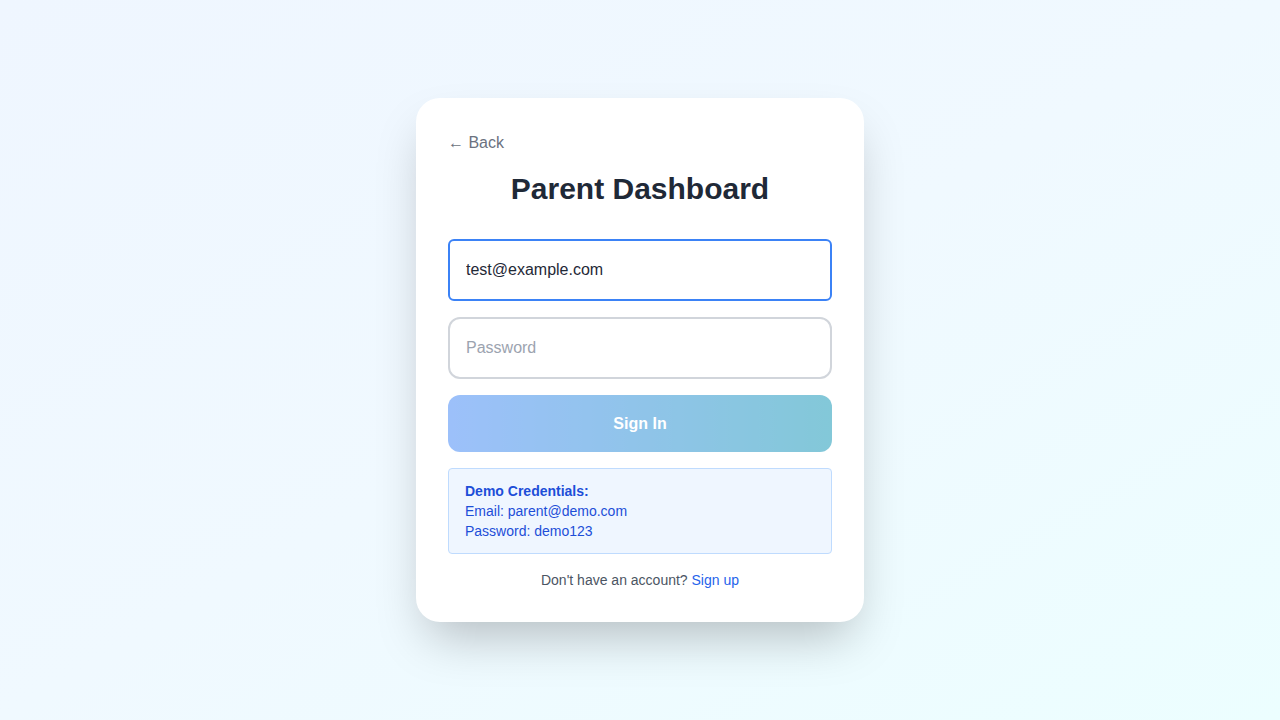 ← Back
Parent Dashboard
test@example.com
Password
Sign In
Demo Credentials:
Email: parent@demo.com
Password: demo123
Don't have an account? Sign up